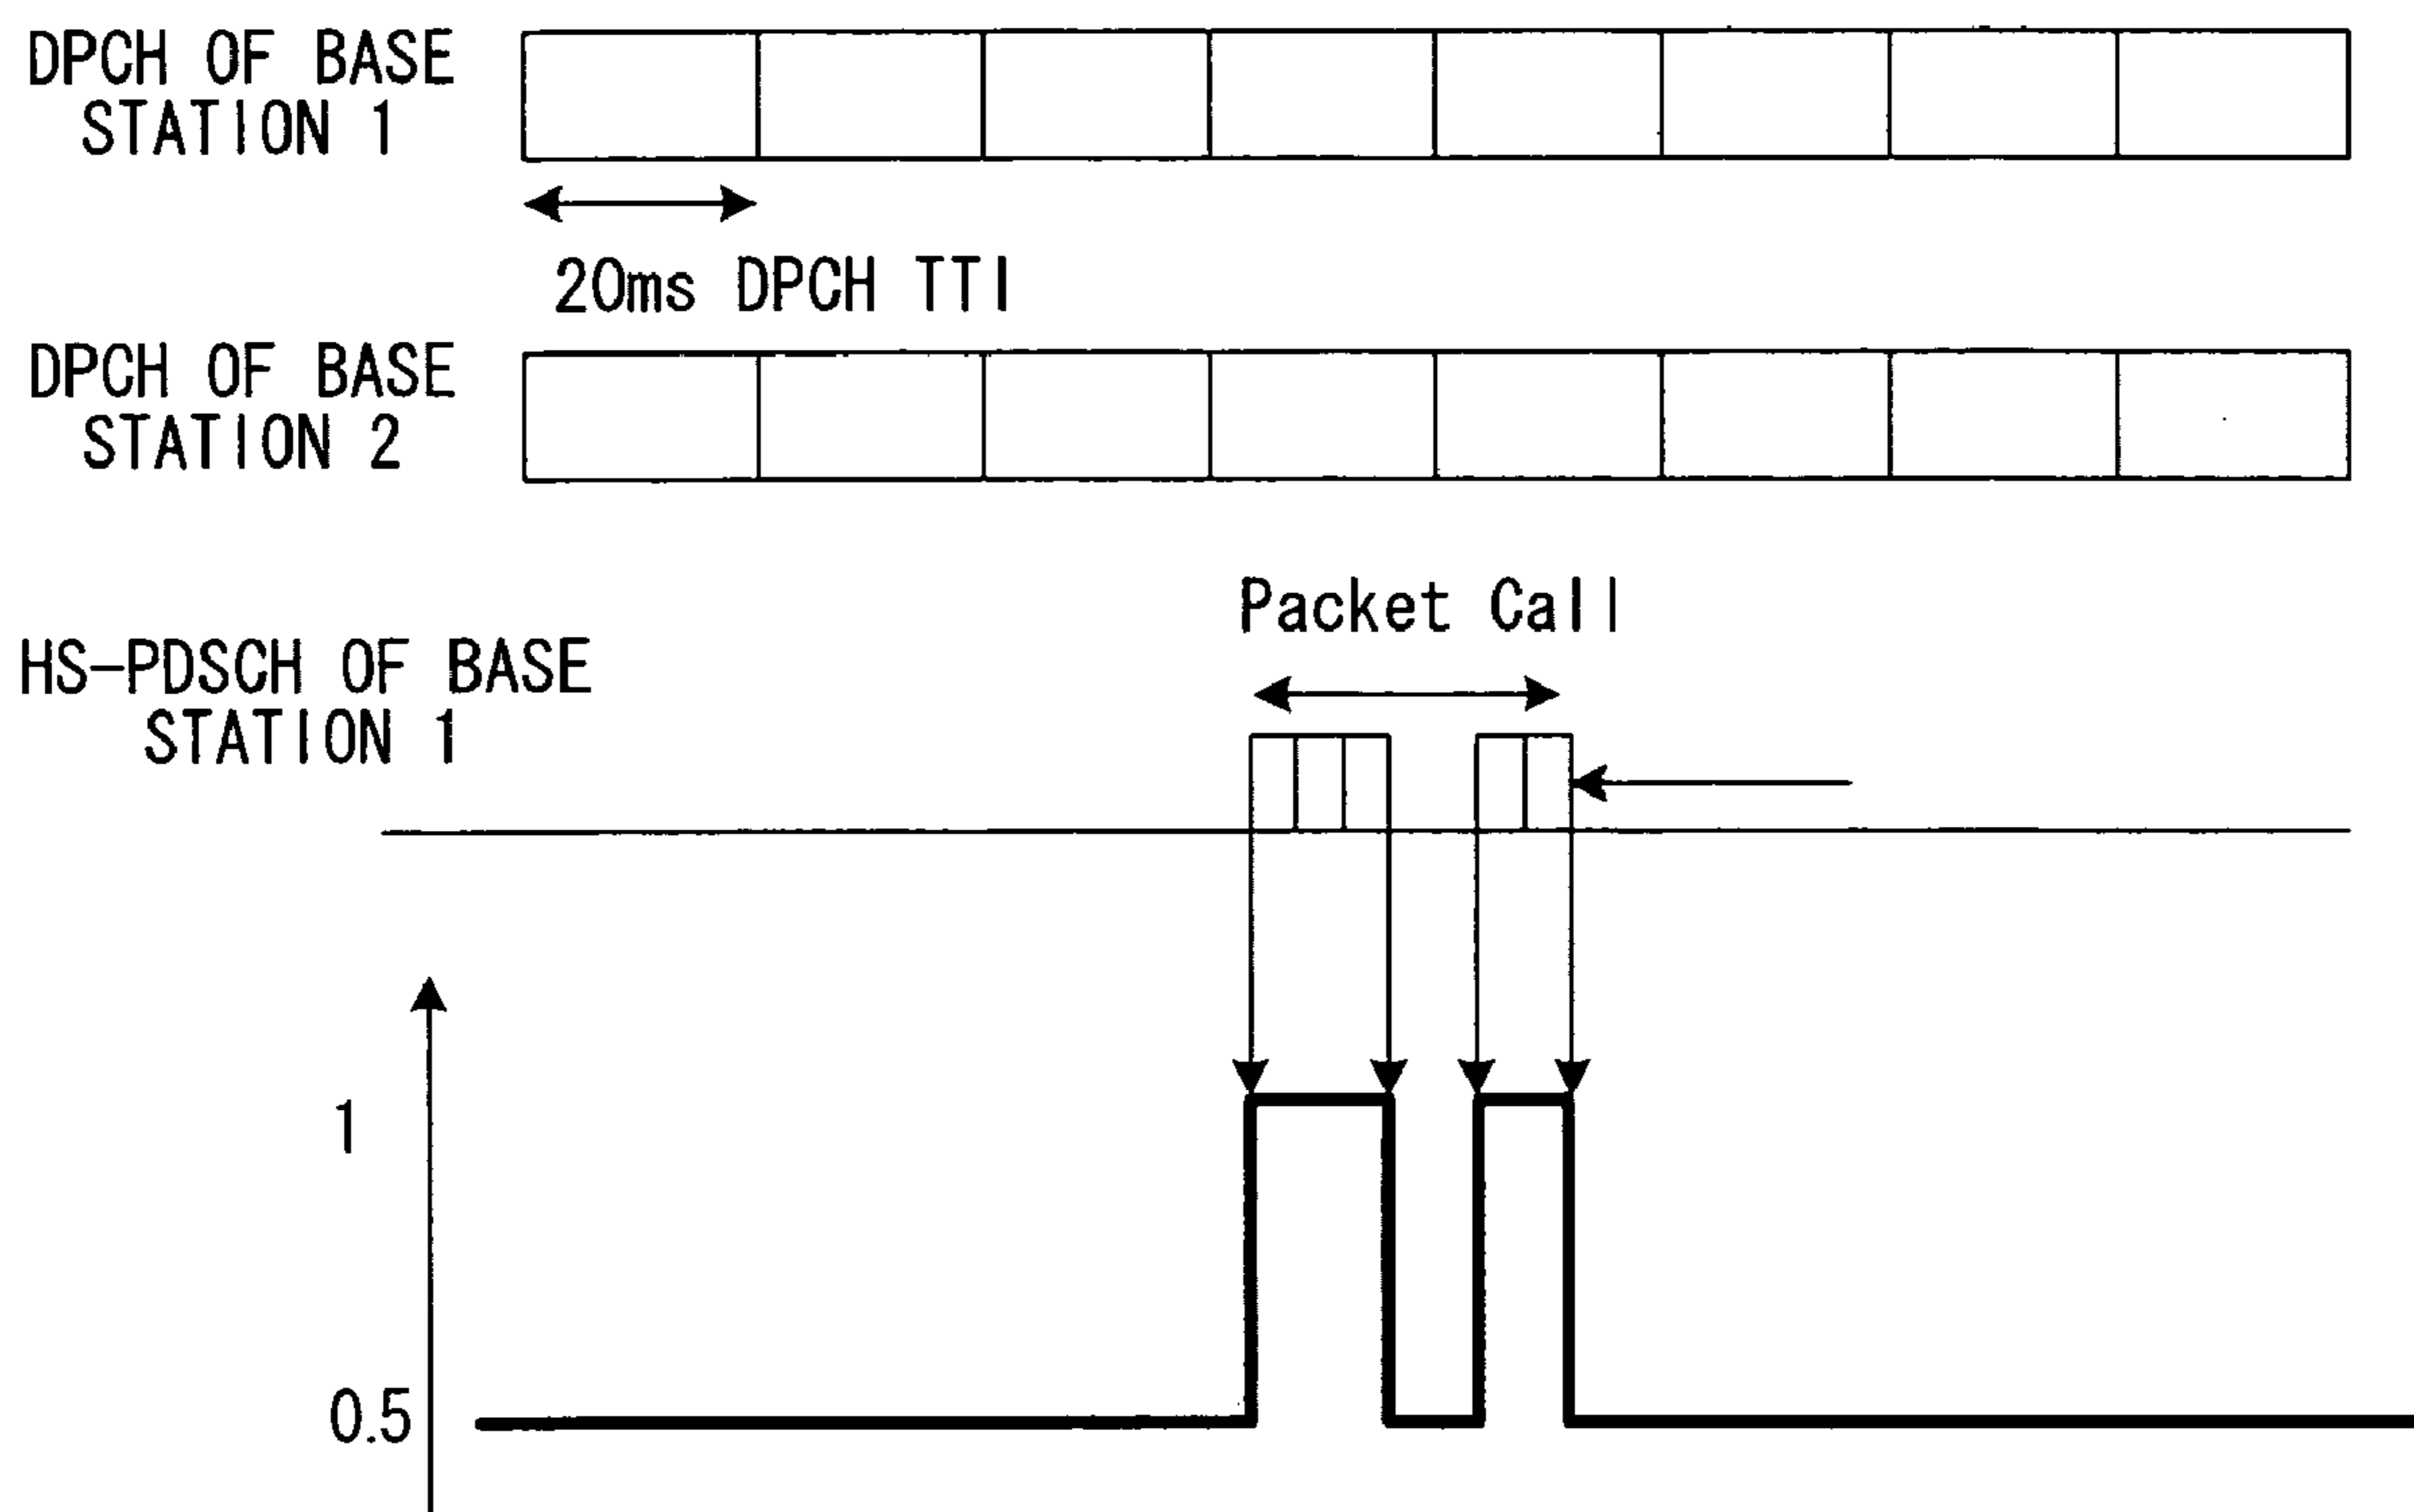 DPCH OF BASE
STATION 1
20ms DPCH TTI
DPCH OF BASE
STATION 2
Packet Call
HS-PDSCH OF BASE
STATION 1
1
0.5